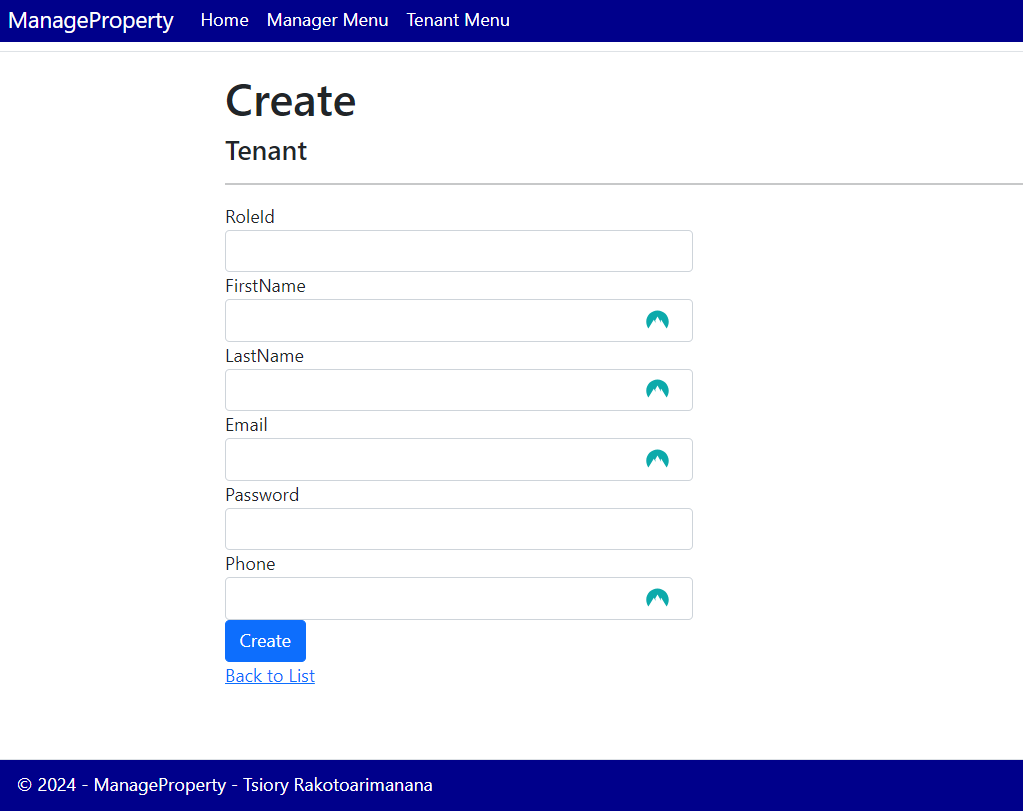 ManageProperty Home Manager Menu Tenant Menu
Create
Tenant
RoleId
FirstName
LastName
Email
Password
Phone
Create
Back to List
© 2024 - ManageProperty - Tsiory Rakotoarimanana